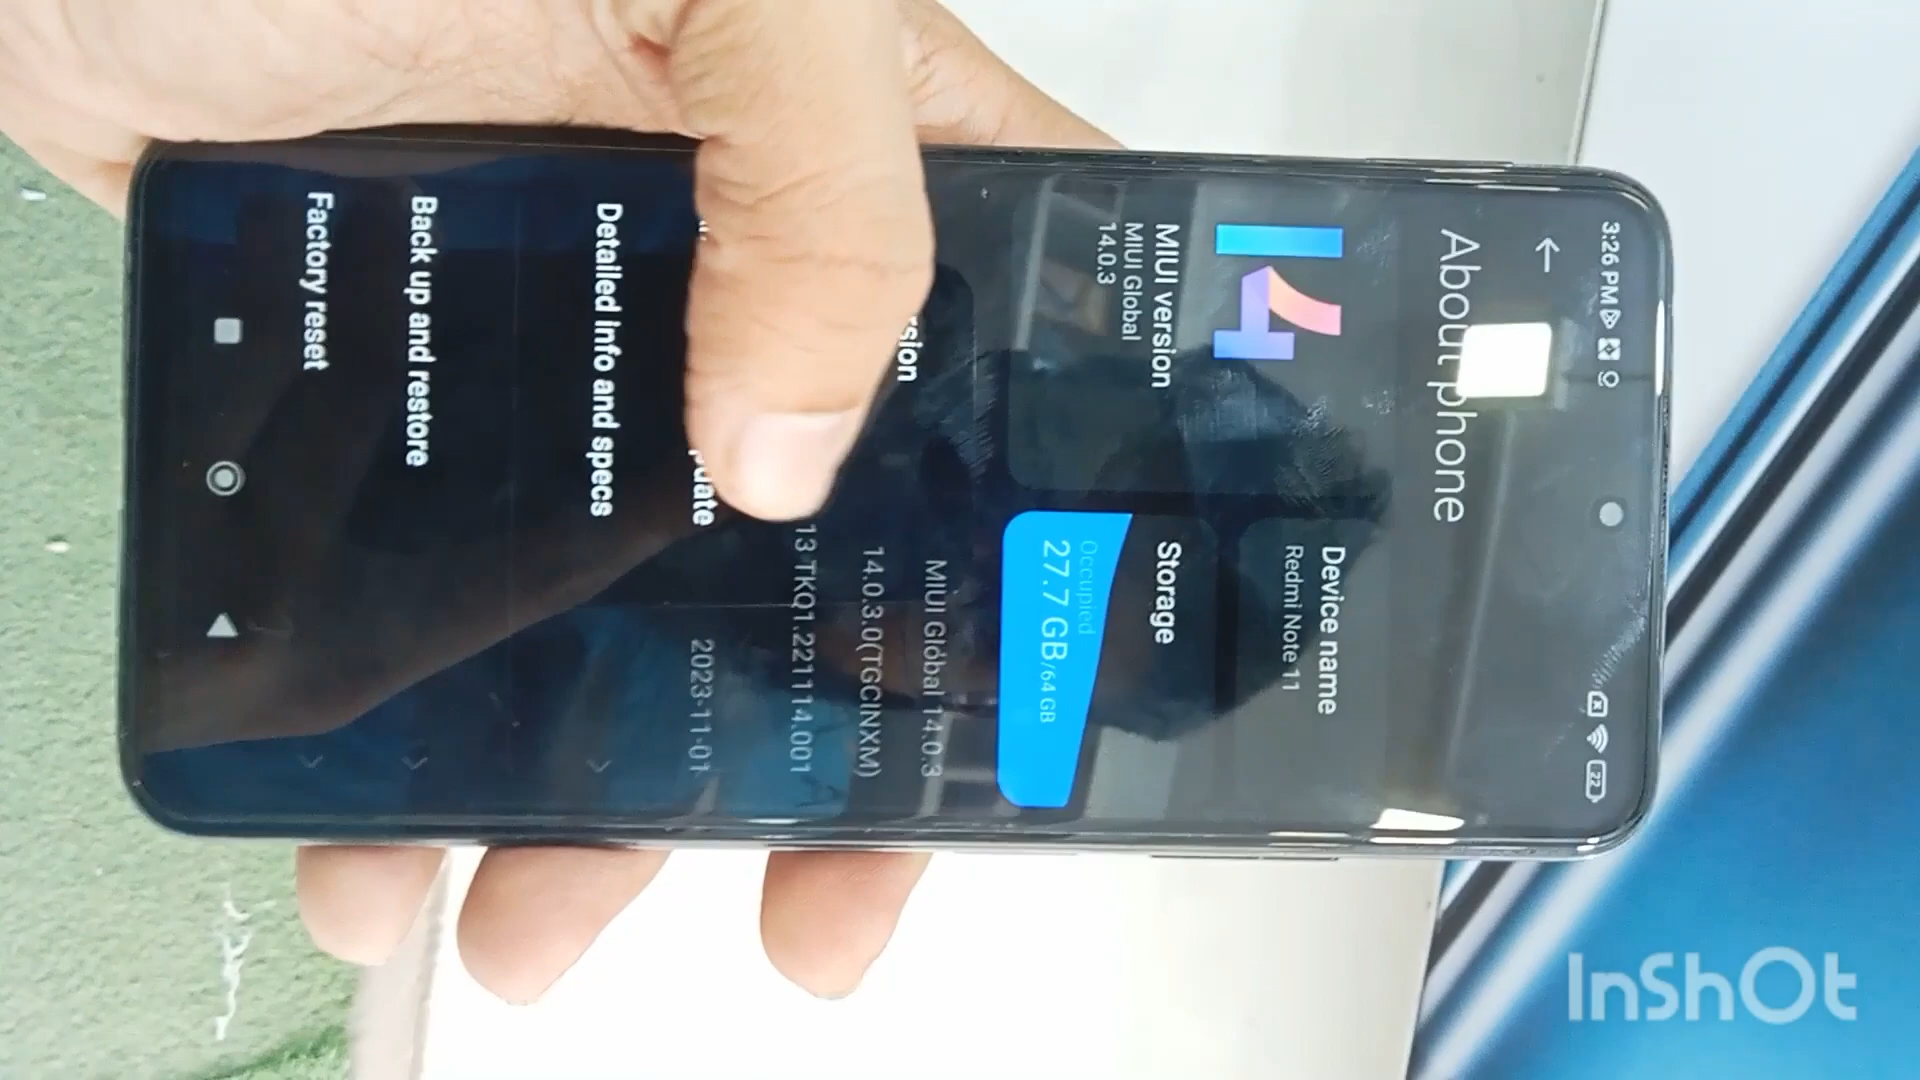 3:26 PM
22
About phone
14
MIUI version
MIUI Global
14.0.3
Device name
Redmi Note 11
Storage
Occupied
27.7 GB/64 GB
MIUI Global 14.0.3
14.0.3.0(TGCINXM)
13 TKQ1.221114.001
2023-11-01
Detailed info and specs
Back up and restore
Factory reset
InShOt